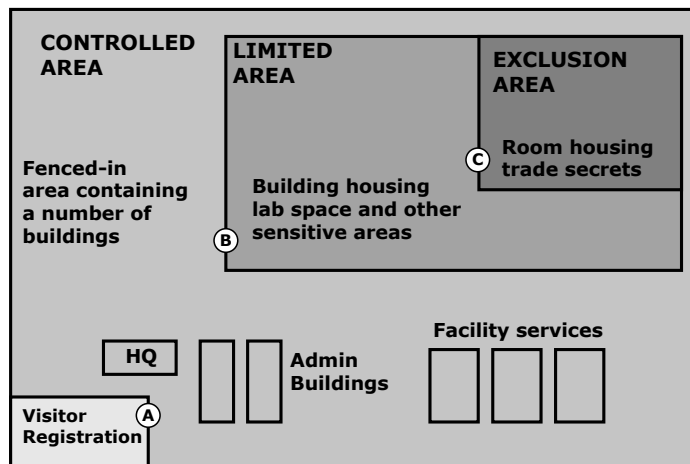 CONTROLLED
AREA
LIMITED
AREA
EXCLUSION
AREA
Fenced-in
area containing
a number of
buildings
Building housing
lab space and other
sensitive areas
Room housing
trade secrets
C
B
Facility services
HQ
Admin
Buildings
Visitor
Registration
A